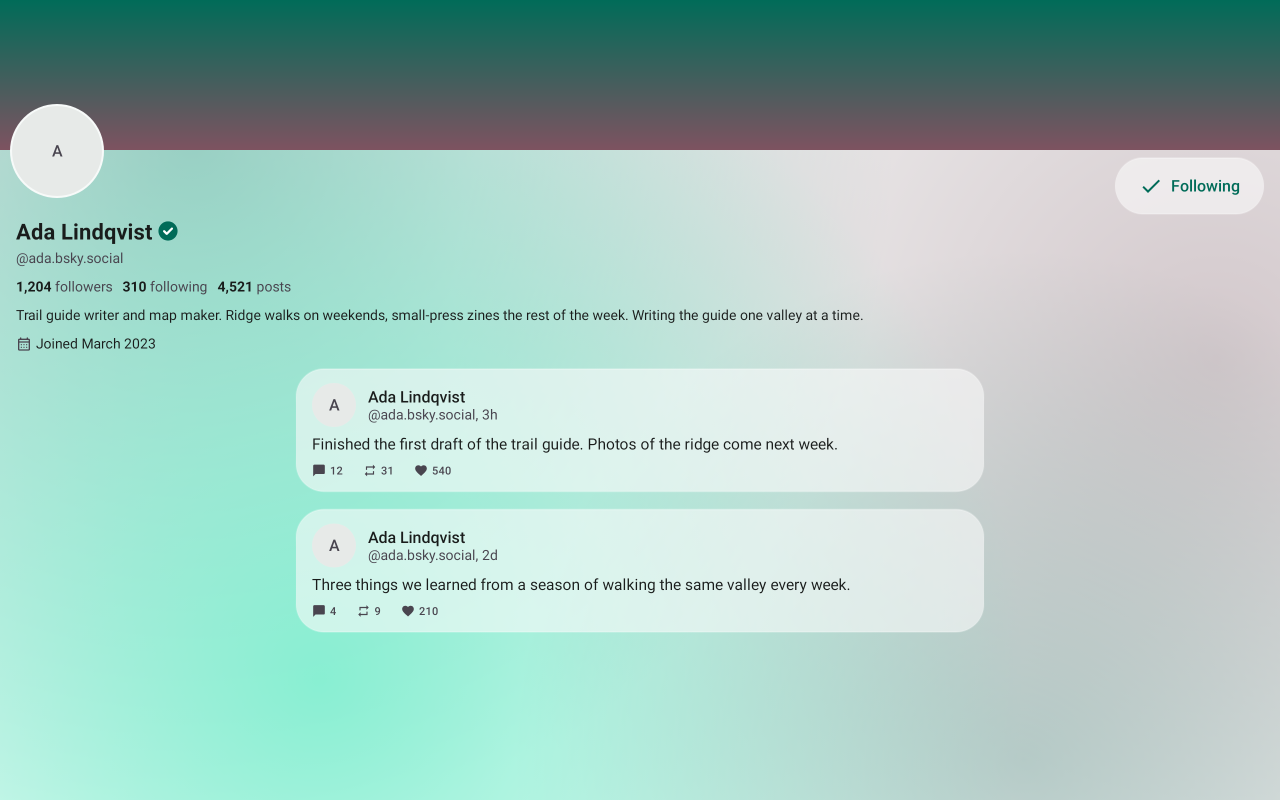 A
Following
Ada Lindqvist
@ada.bsky.social
1,204 followers 310 following 4,521 posts
Trail guide writer and map maker. Ridge walks on weekends, small-press zines the rest of the week. Writing the guide one valley at a time.
Joined March 2023
A
Ada Lindqvist
@ada.bsky.social, 3h
Finished the first draft of the trail guide. Photos of the ridge come next week.
12 31 540
A
Ada Lindqvist
@ada.bsky.social, 2d
Three things we learned from a season of walking the same valley every week.
4 9 210